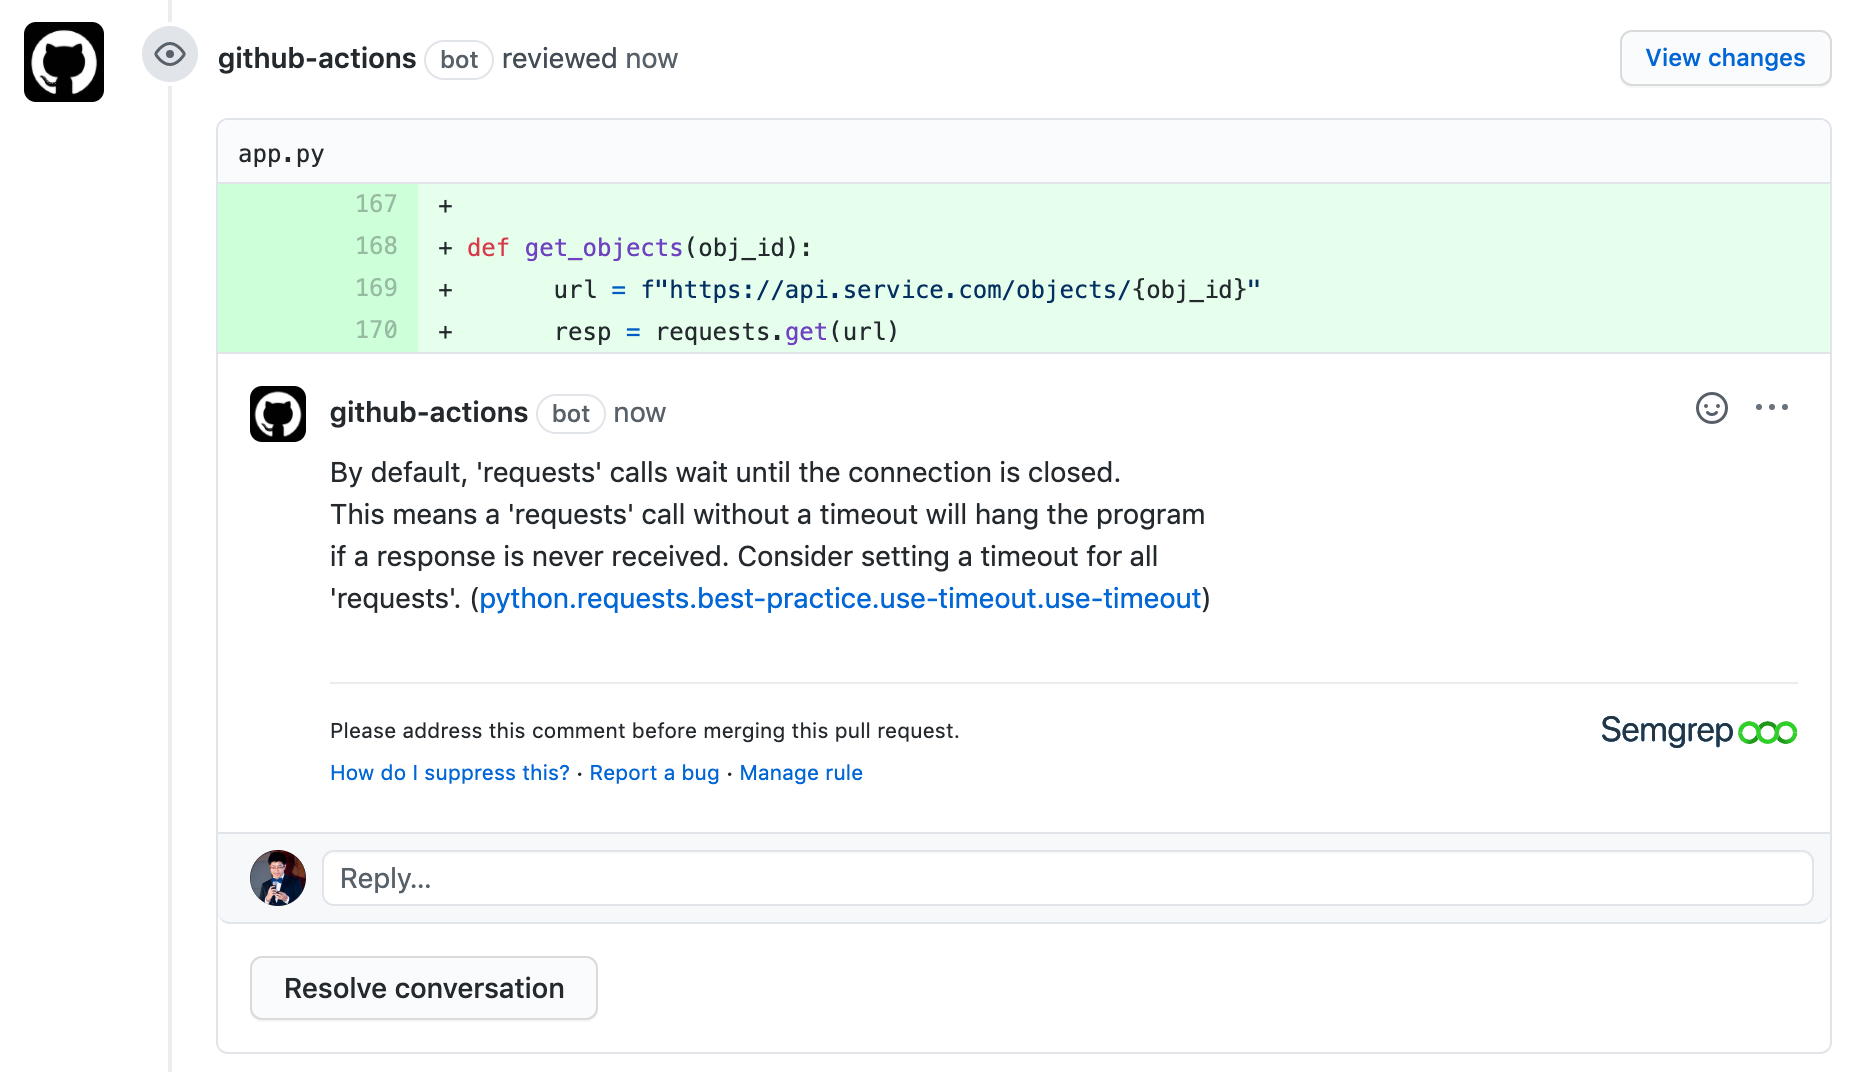 github-actions bot reviewed now
View changes
app.py
167 +
168 + def get_objects(obj_id):
169 +       url = f"https://api.service.com/objects/{obj_id}"
170 +       resp = requests.get(url)
github-actions bot now
By default, 'requests' calls wait until the connection is closed.
This means a 'requests' call without a timeout will hang the program
if a response is never received. Consider setting a timeout for all
'requests'. (python.requests.best-practice.use-timeout.use-timeout)
Please address this comment before merging this pull request.
Semgrep
How do I suppress this? · Report a bug · Manage rule
Reply...
Resolve conversation